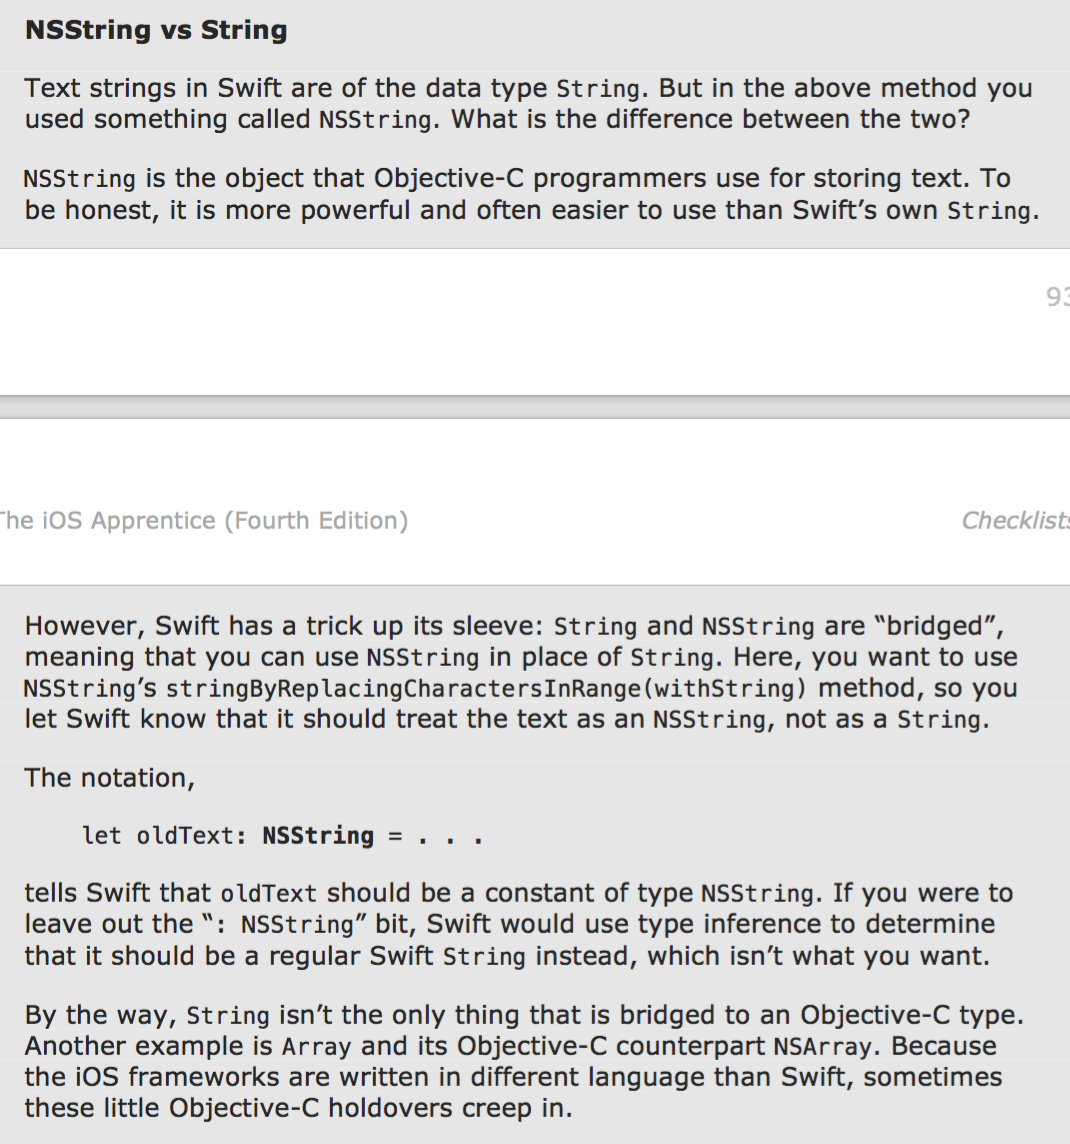 NSString vs String
Text strings in Swift are of the data type String. But in the above method you
used something called NSString. What is the difference between the two?
NSString is the object that Objective-C programmers use for storing text. To
be honest, it is more powerful and often easier to use than Swift’s own String.
93
The iOS Apprentice (Fourth Edition)
Checklists
However, Swift has a trick up its sleeve: String and NSString are “bridged”,
meaning that you can use NSString in place of String. Here, you want to use
NSString’s stringByReplacingCharactersInRange(withString) method, so you
let Swift know that it should treat the text as an NSString, not as a String.
The notation,
let oldText: NSString = . . .
tells Swift that oldText should be a constant of type NSString. If you were to
leave out the “: NSString” bit, Swift would use type inference to determine
that it should be a regular Swift String instead, which isn’t what you want.
By the way, String isn’t the only thing that is bridged to an Objective-C type.
Another example is Array and its Objective-C counterpart NSArray. Because
the iOS frameworks are written in different language than Swift, sometimes
these little Objective-C holdovers creep in.